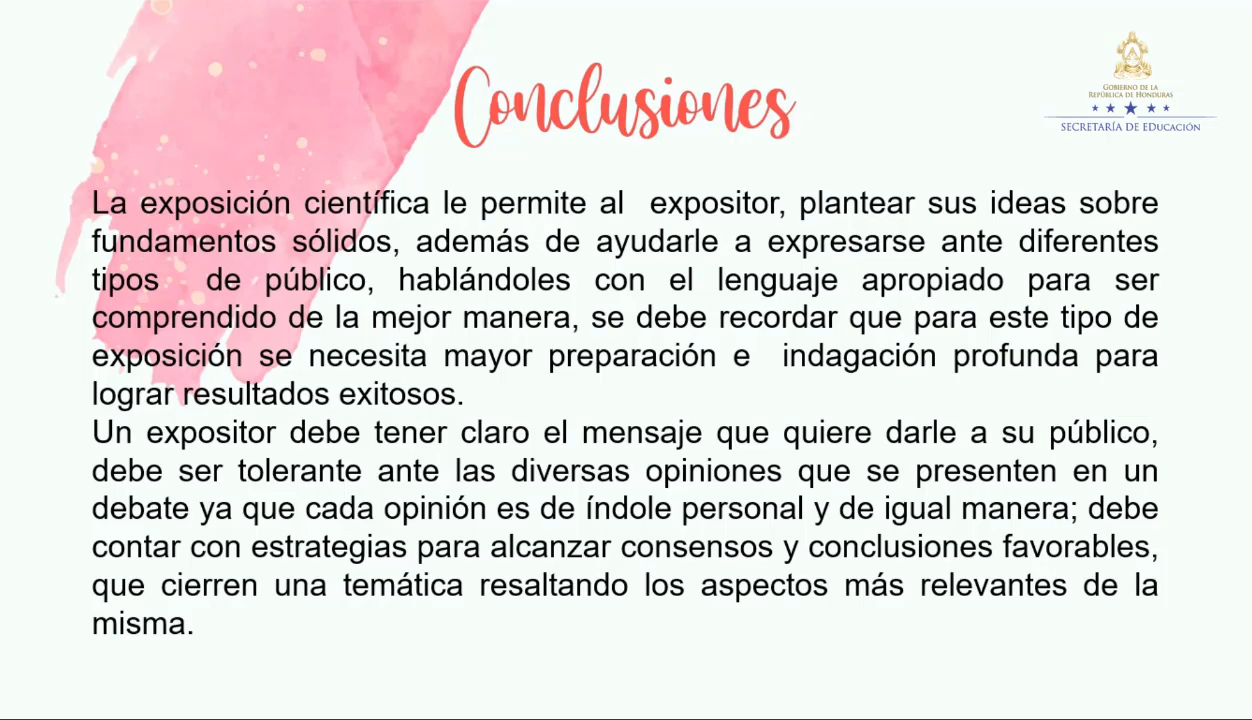 Conclusiones
GOBIERNO DE LA
REPÚBLICA DE HONDURAS
SECRETARÍA DE EDUCACIÓN
La exposición científica le permite al expositor, plantear sus ideas sobre
fundamentos sólidos, además de ayudarle a expresarse ante diferentes
tipos de público, hablándoles con el lenguaje apropiado para ser
comprendido de la mejor manera, se debe recordar que para este tipo de
exposición se necesita mayor preparación e indagación profunda para
lograr resultados exitosos.
Un expositor debe tener claro el mensaje que quiere darle a su público,
debe ser tolerante ante las diversas opiniones que se presenten en un
debate ya que cada opinión es de índole personal y de igual manera; debe
contar con estrategias para alcanzar consensos y conclusiones favorables,
que cierren una temática resaltando los aspectos más relevantes de la
misma.